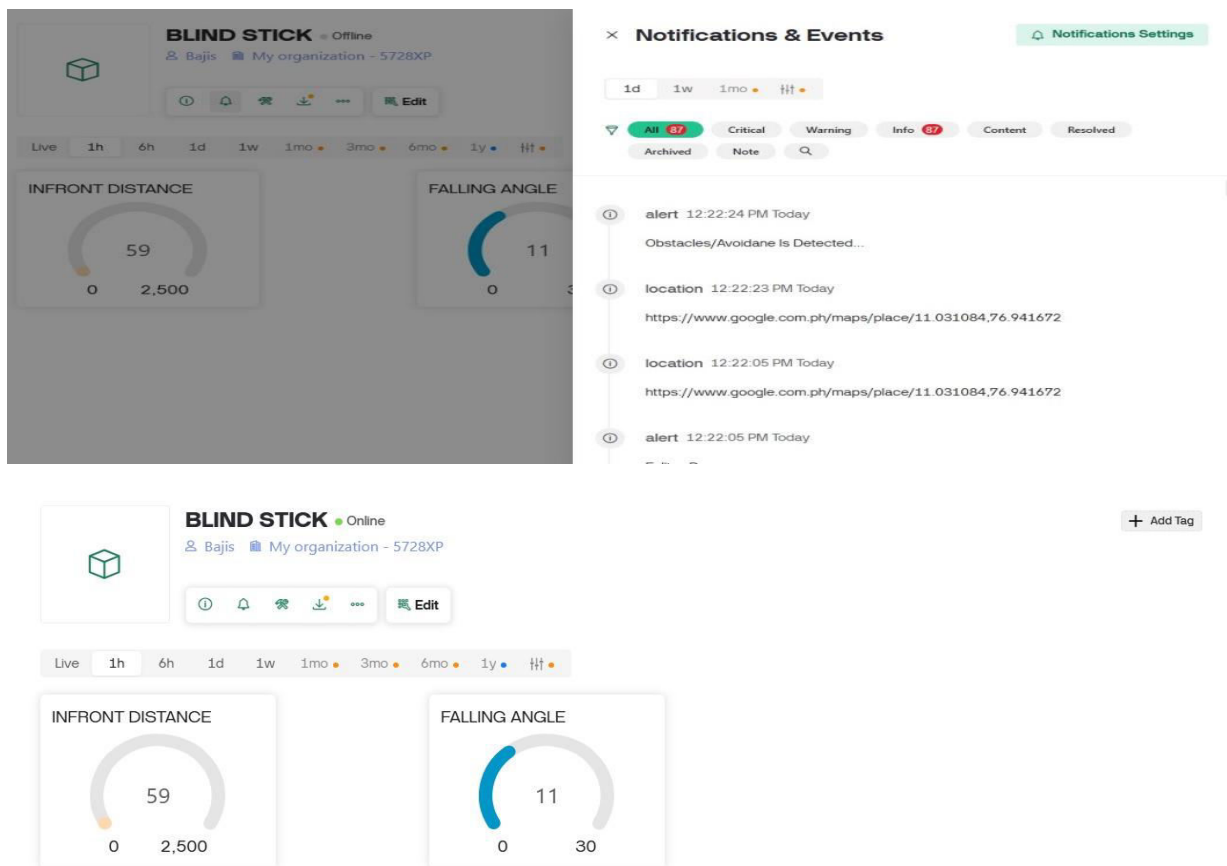 BLIND STICK Offline
Bajis My organization - 5728XP
Edit
Live 1h 6h 1d 1w 1mo 3mo 6mo 1y
INFRONT DISTANCE
59
0 2,500
FALLING ANGLE
11
0
× Notifications & Events
Notifications Settings
1d 1w 1mo
All 87 Critical Warning Info 87 Content Resolved
Archived Note
alert 12:22:24 PM Today
Obstacles/Avoidane Is Detected...
location 12:22:23 PM Today
https://www.google.com.ph/maps/place/11.031084,76.941672
location 12:22:05 PM Today
https://www.google.com.ph/maps/place/11.031084,76.941672
alert 12:22:05 PM Today
BLIND STICK Online
+ Add Tag
Bajis My organization - 5728XP
Edit
Live 1h 6h 1d 1w 1mo 3mo 6mo 1y
INFRONT DISTANCE
59
0 2,500
FALLING ANGLE
11
0 30